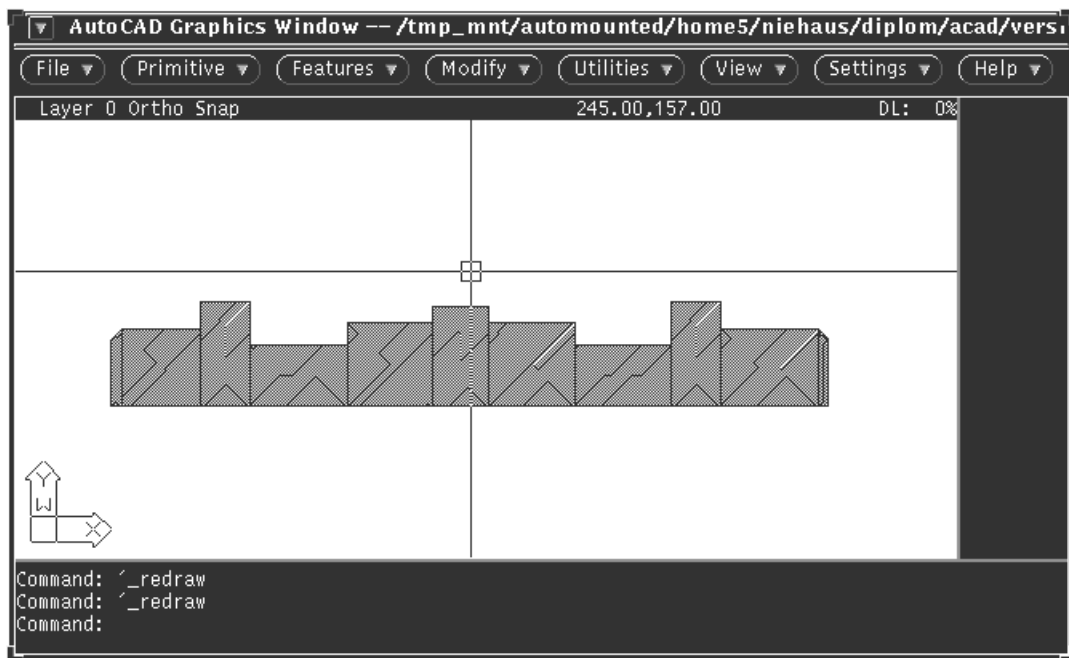 AutoCAD Graphics Window -- /tmp_mnt/automounted/home5/niehaus/diplom/acad/vers
File Primitive Features Modify Utilities View Settings Help
Layer 0 Ortho Snap 245.00,157.00 DL: 0%
Y
W
X
Command: ´_redraw
Command: ´_redraw
Command: